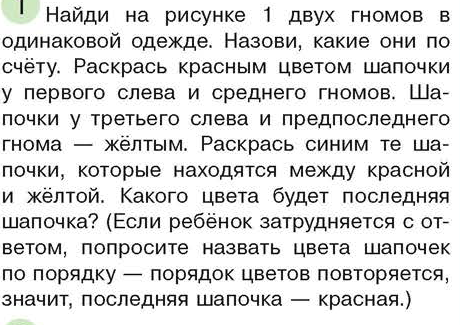 1 Найди на рисунке 1 двух гномов в
одинаковой одежде. Назови, какие они по
счёту. Раскрась красным цветом шапочки
у первого слева и среднего гномов. Ша-
почки у третьего слева и предпоследнего
гнома — жёлтым. Раскрась синим те ша-
почки, которые находятся между красной
и жёлтой. Какого цвета будет последняя
шапочка? (Если ребёнок затрудняется с от-
ветом, попросите назвать цвета шапочек
по порядку — порядок цветов повторяется,
значит, последняя шапочка — красная.)